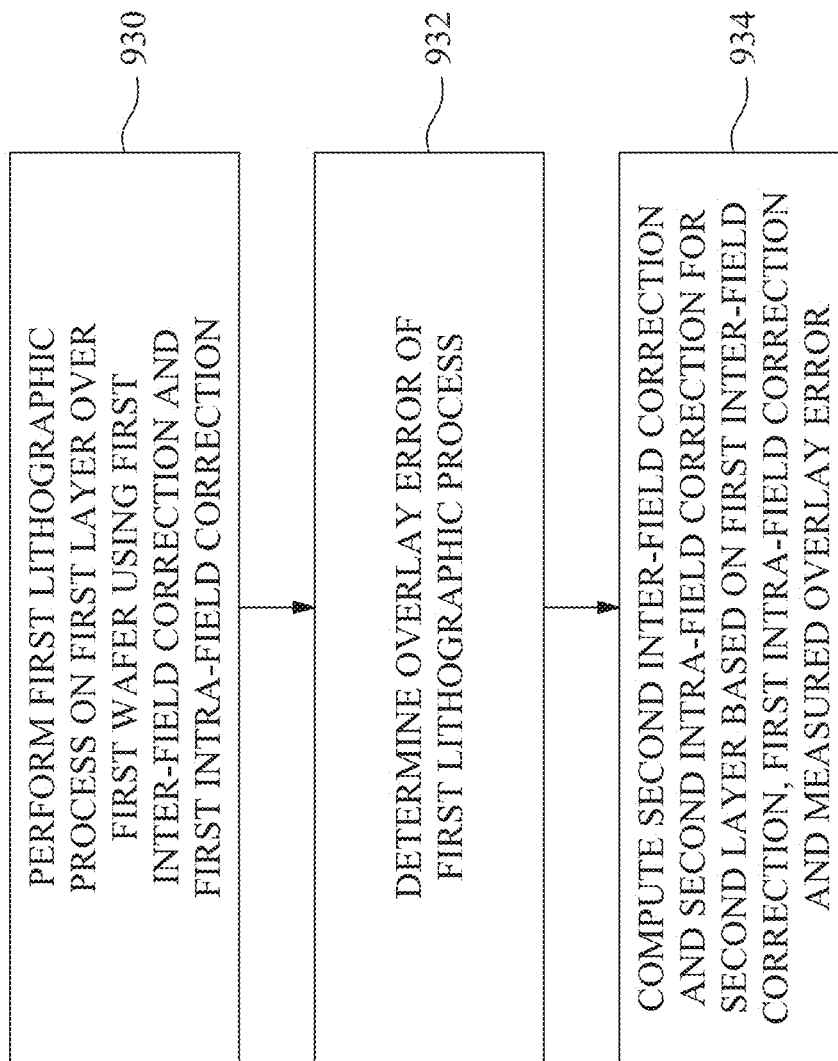 PERFORM FIRST LITHOGRAPHIC
PROCESS ON FIRST LAYER OVER
FIRST WAFER USING FIRST
INTER-FIELD CORRECTION AND
FIRST INTRA-FIELD CORRECTION
930
DETERMINE OVERLAY ERROR OF
FIRST LITHOGRAPHIC PROCESS
932
COMPUTE SECOND INTER-FIELD CORRECTION
AND SECOND INTRA-FIELD CORRECTION FOR
SECOND LAYER BASED ON FIRST INTER-FIELD
CORRECTION, FIRST INTRA-FIELD CORRECTION
AND MEASURED OVERLAY ERROR
934